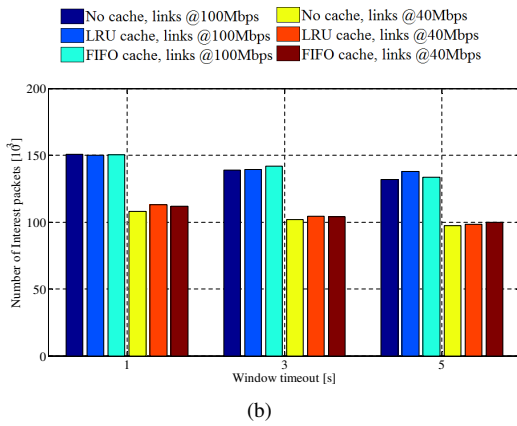 No cache, links @100Mbps No cache, links @40Mbps
LRU cache, links @100Mbps LRU cache, links @40Mbps
FIFO cache, links @100Mbps FIFO cache, links @40Mbps
200
150
100
50
0
Number of Interest packets [10^3]
1 3 5
Window timeout [s]
(b)